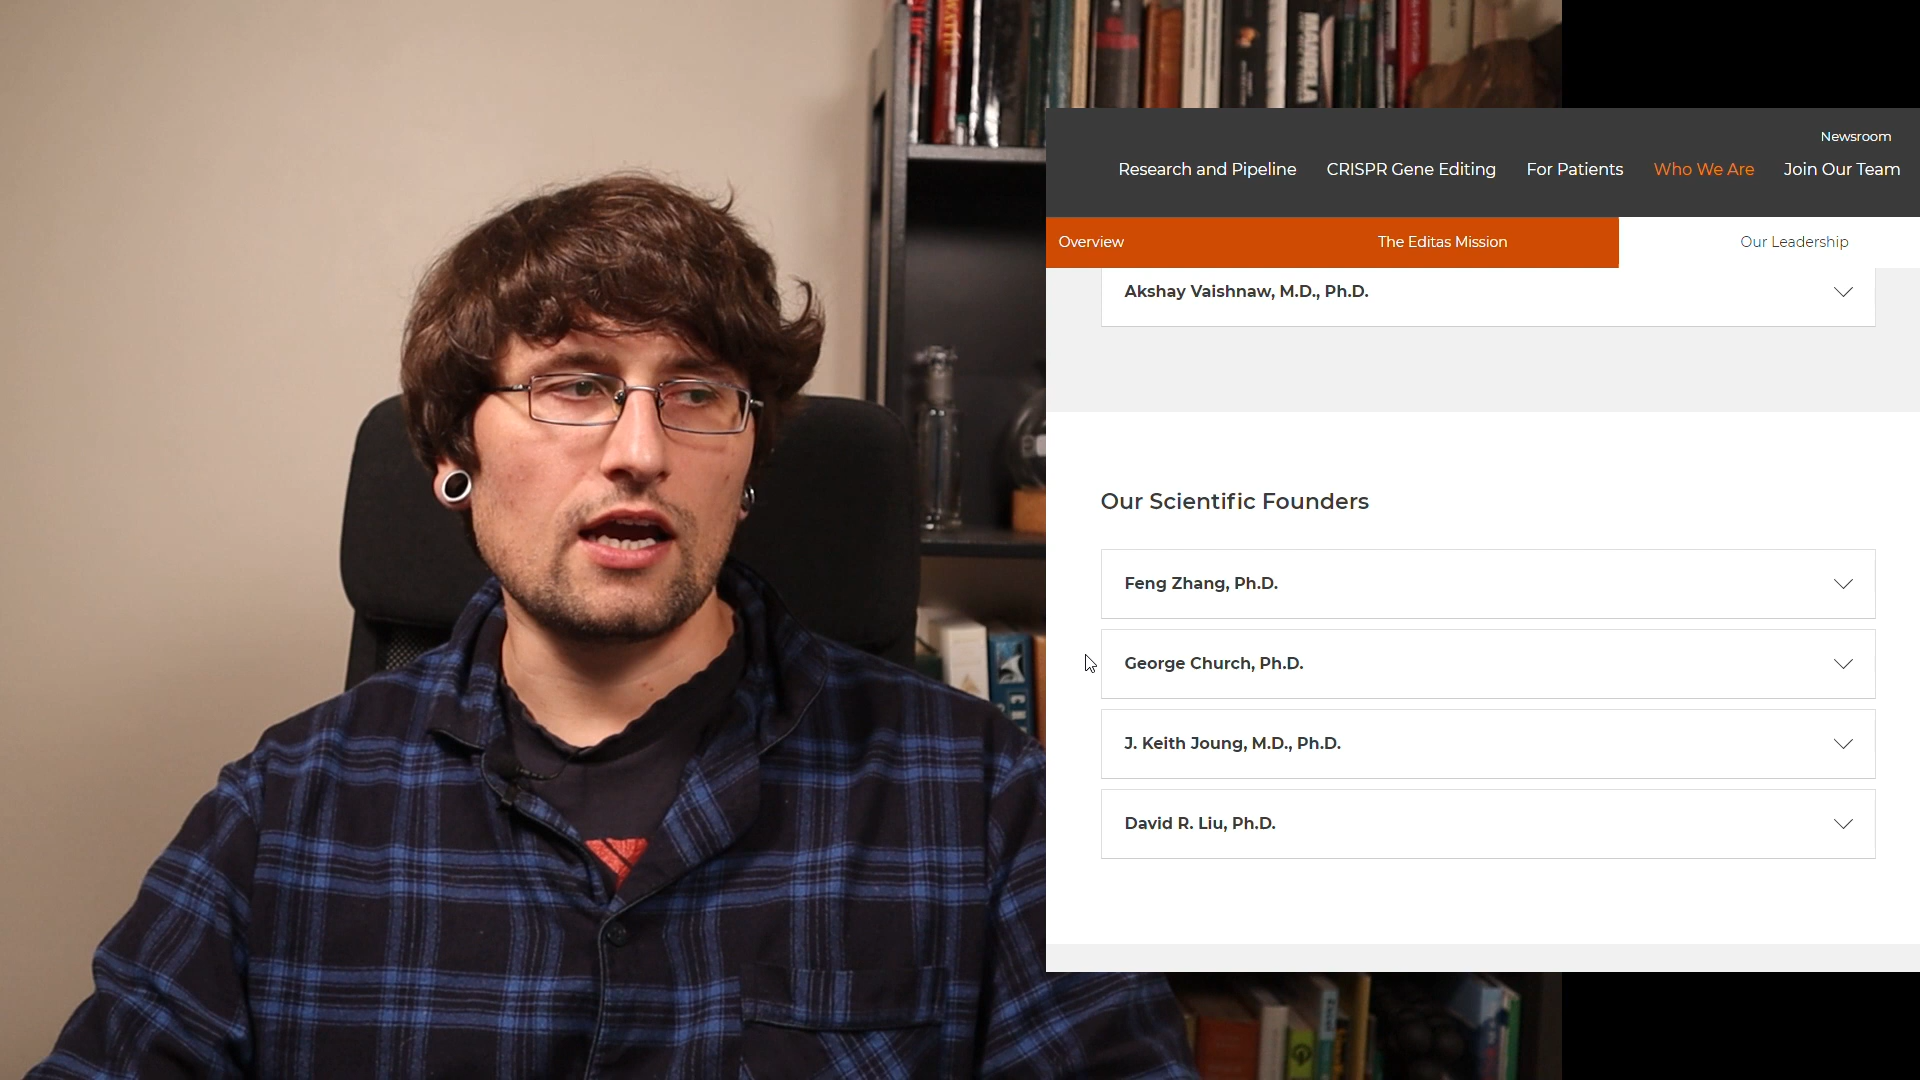 MANDELA
Newsroom
Research and Pipeline CRISPR Gene Editing For Patients Who We Are Join Our Team
Overview The Editas Mission Our Leadership
Akshay Vaishnaw, M.D., Ph.D.
Our Scientific Founders
Feng Zhang, Ph.D.
George Church, Ph.D.
J. Keith Joung, M.D., Ph.D.
David R. Liu, Ph.D.